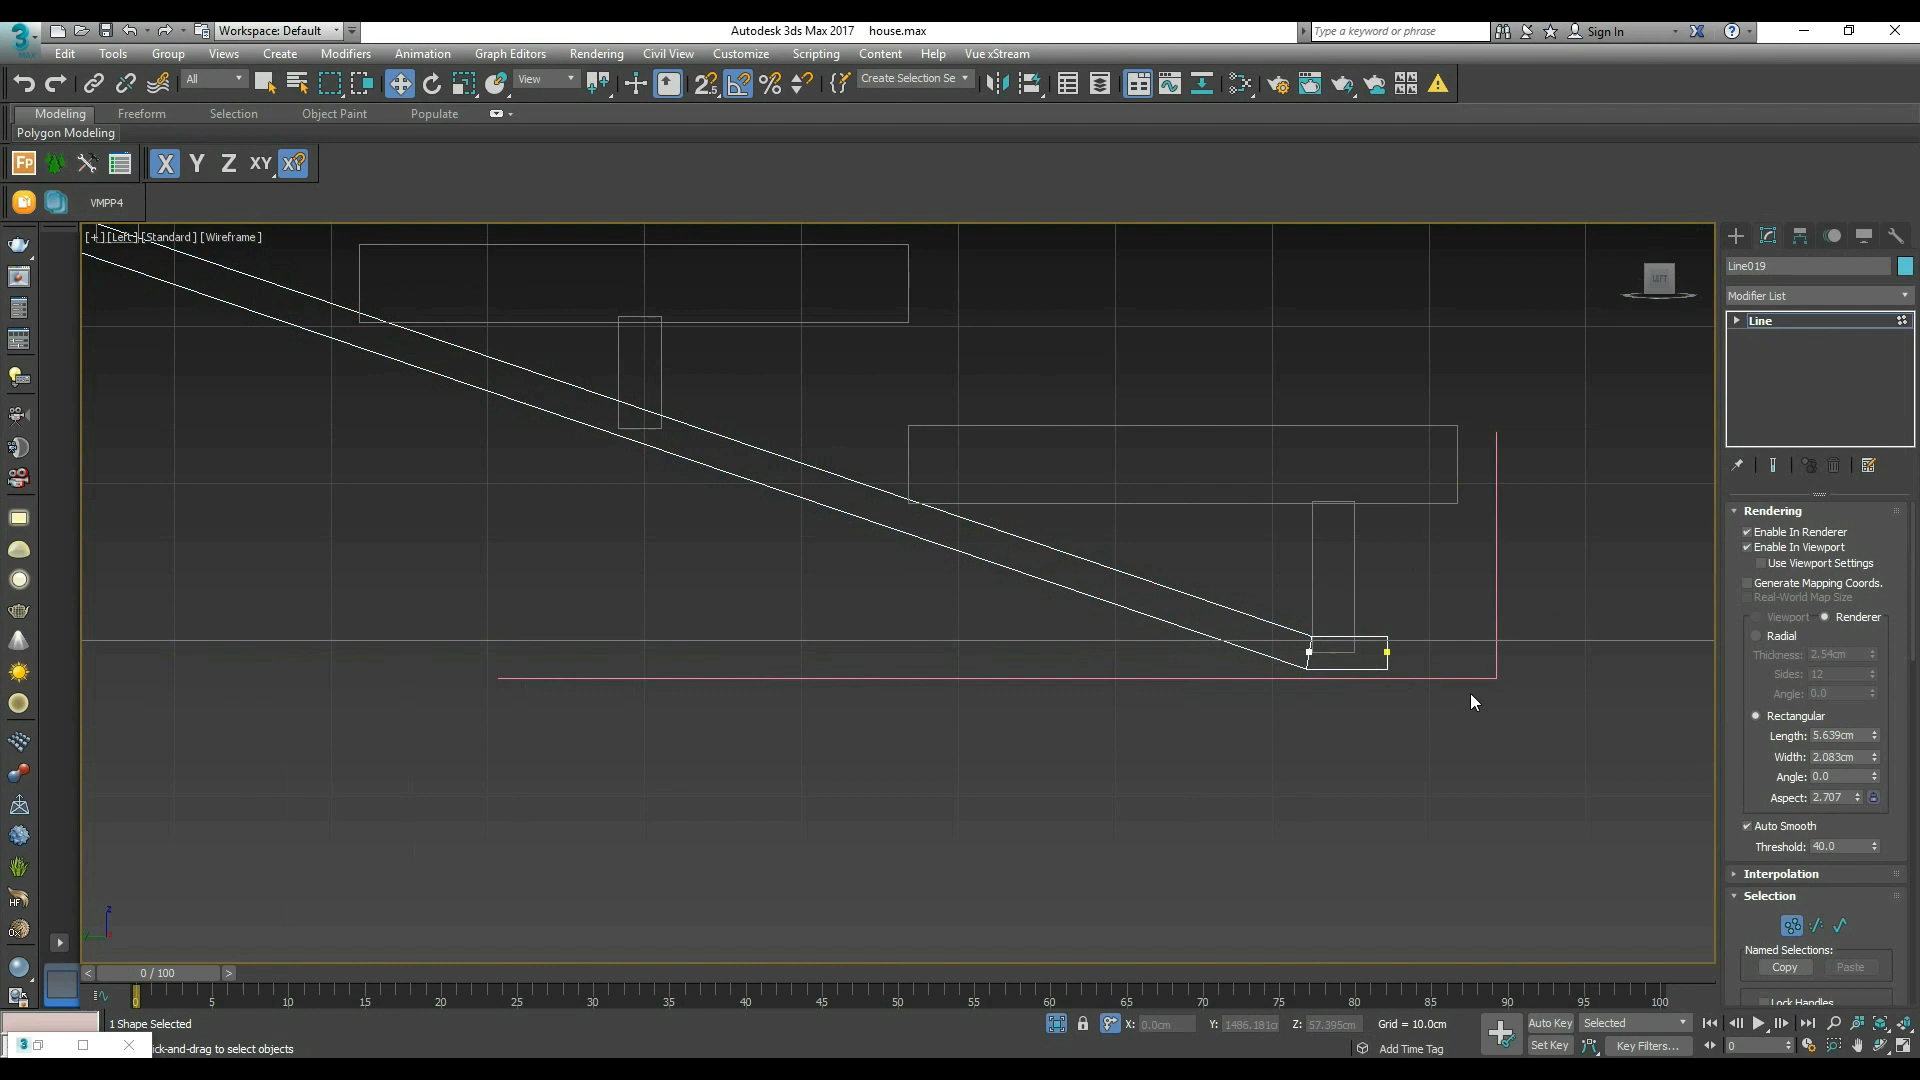 Workspace: Default
Autodesk 3ds Max 2017 house.max
Type a keyword or phrase
Sign In
Edit Tools Group Views Create Modifiers Animation Graph Editors Rendering Civil View Customize Scripting Content Help Vue xStream
All
View
Create Selection Se
Modeling Freeform Selection Object Paint Populate
Polygon Modeling
X Y Z XY XY
VMPP4
[+] [Left] [Standard] [Wireframe]
LEFT
Line019
Modifier List
Line
Rendering
Enable In Renderer
Enable In Viewport
Use Viewport Settings
Generate Mapping Coords.
Real-World Map Size
Viewport Renderer
Radial
Thickness: 2.54cm
Sides: 12
Angle: 0.0
Rectangular
Length: 5.639cm
Width: 2.083cm
Angle: 0.0
Aspect: 2.707
Auto Smooth
Threshold: 40.0
Interpolation
Selection
Named Selections:
Copy Paste
Lock Handles
z
0 / 100
0 5 10 15 20 25 30 35 40 45 50 55 60 65 70 75 80 85 90 95 100
1 Shape Selected
ick-and-drag to select objects
X: 0.0cm Y: 1486.181c Z: 57.395cm Grid = 10.0cm
Add Time Tag
Auto Key Selected
Set Key Key Filters...
0